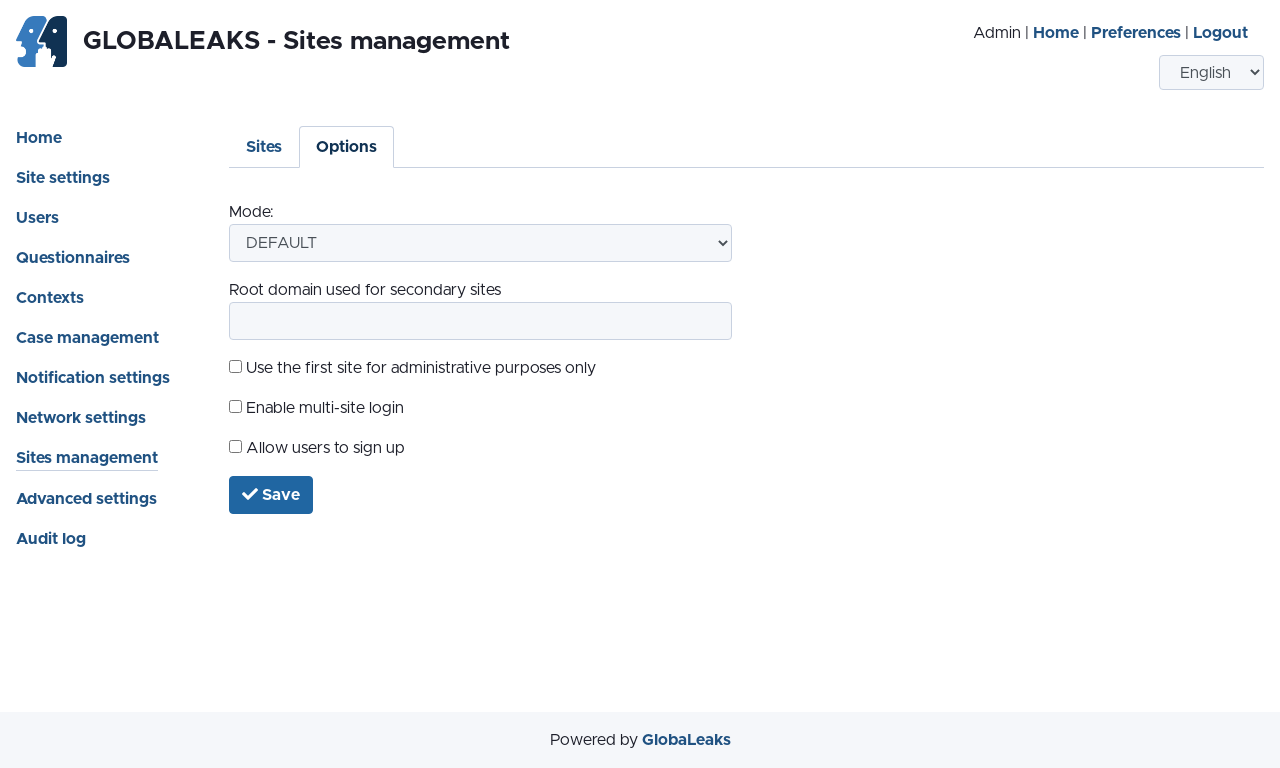 GLOBALEAKS - Sites management
Admin | Home | Preferences | Logout
English
Home
Site settings
Users
Questionnaires
Contexts
Case management
Notification settings
Network settings
Sites management
Advanced settings
Audit log
Sites
Options
Mode:
DEFAULT
Root domain used for secondary sites
Use the first site for administrative purposes only
Enable multi-site login
Allow users to sign up
Save
Powered by GlobaLeaks